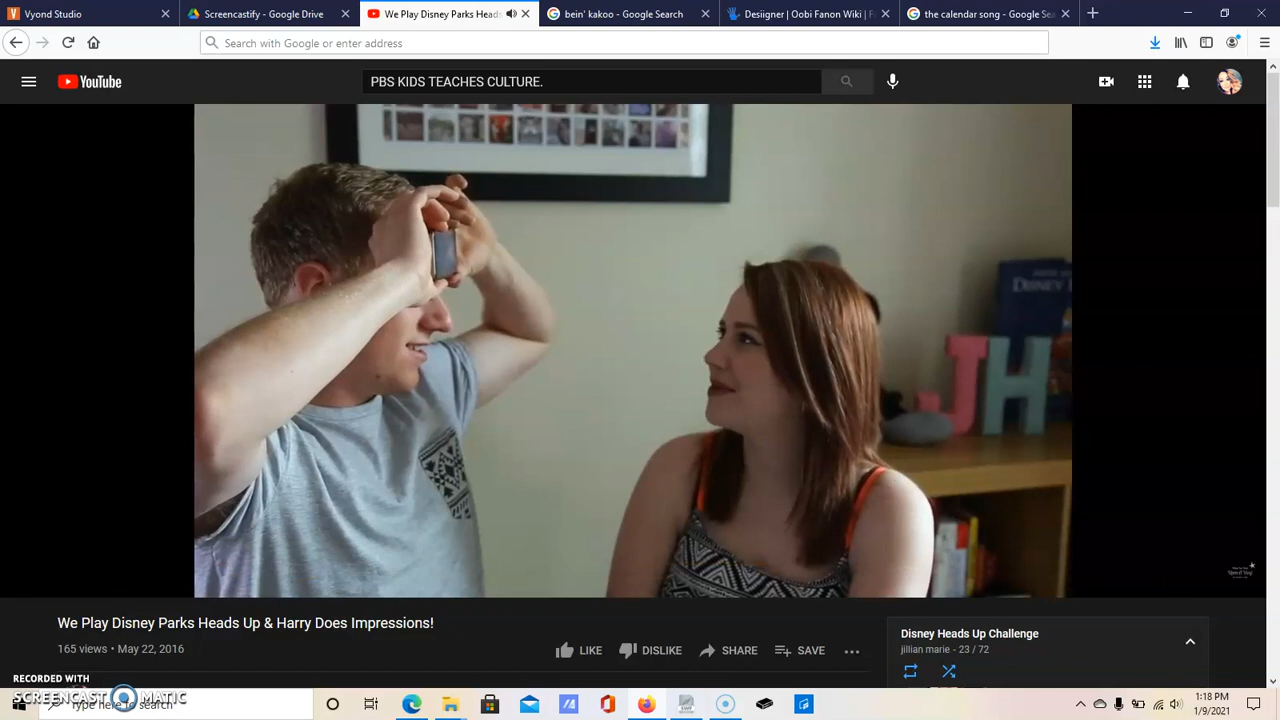 Vyond Studio
Screencastify - Google Drive
We Play Disney Parks Heads
bein' kakoo - Google Search
Desiigner | Oobi Fanon Wiki | F
the calendar song - Google Sea
Search with Google or enter address
YouTube
PBS KIDS TEACHES CULTURE.
JH
We Play Disney Parks Heads Up & Harry Does Impressions!
165 views • May 22, 2016
LIKE
DISLIKE
SHARE
SAVE
Disney Heads Up Challenge
jillian marie - 23 / 72
RECORDED WITH
SCREENCAST MATIC
Type here to search
1:18 PM
1/9/2021